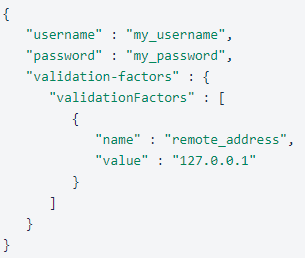 {
"username" : "my_username",
"password" : "my_password",
"validation-factors" : {
"validationFactors" : [
{
"name" : "remote_address",
"value" : "127.0.0.1"
}
]
}
}